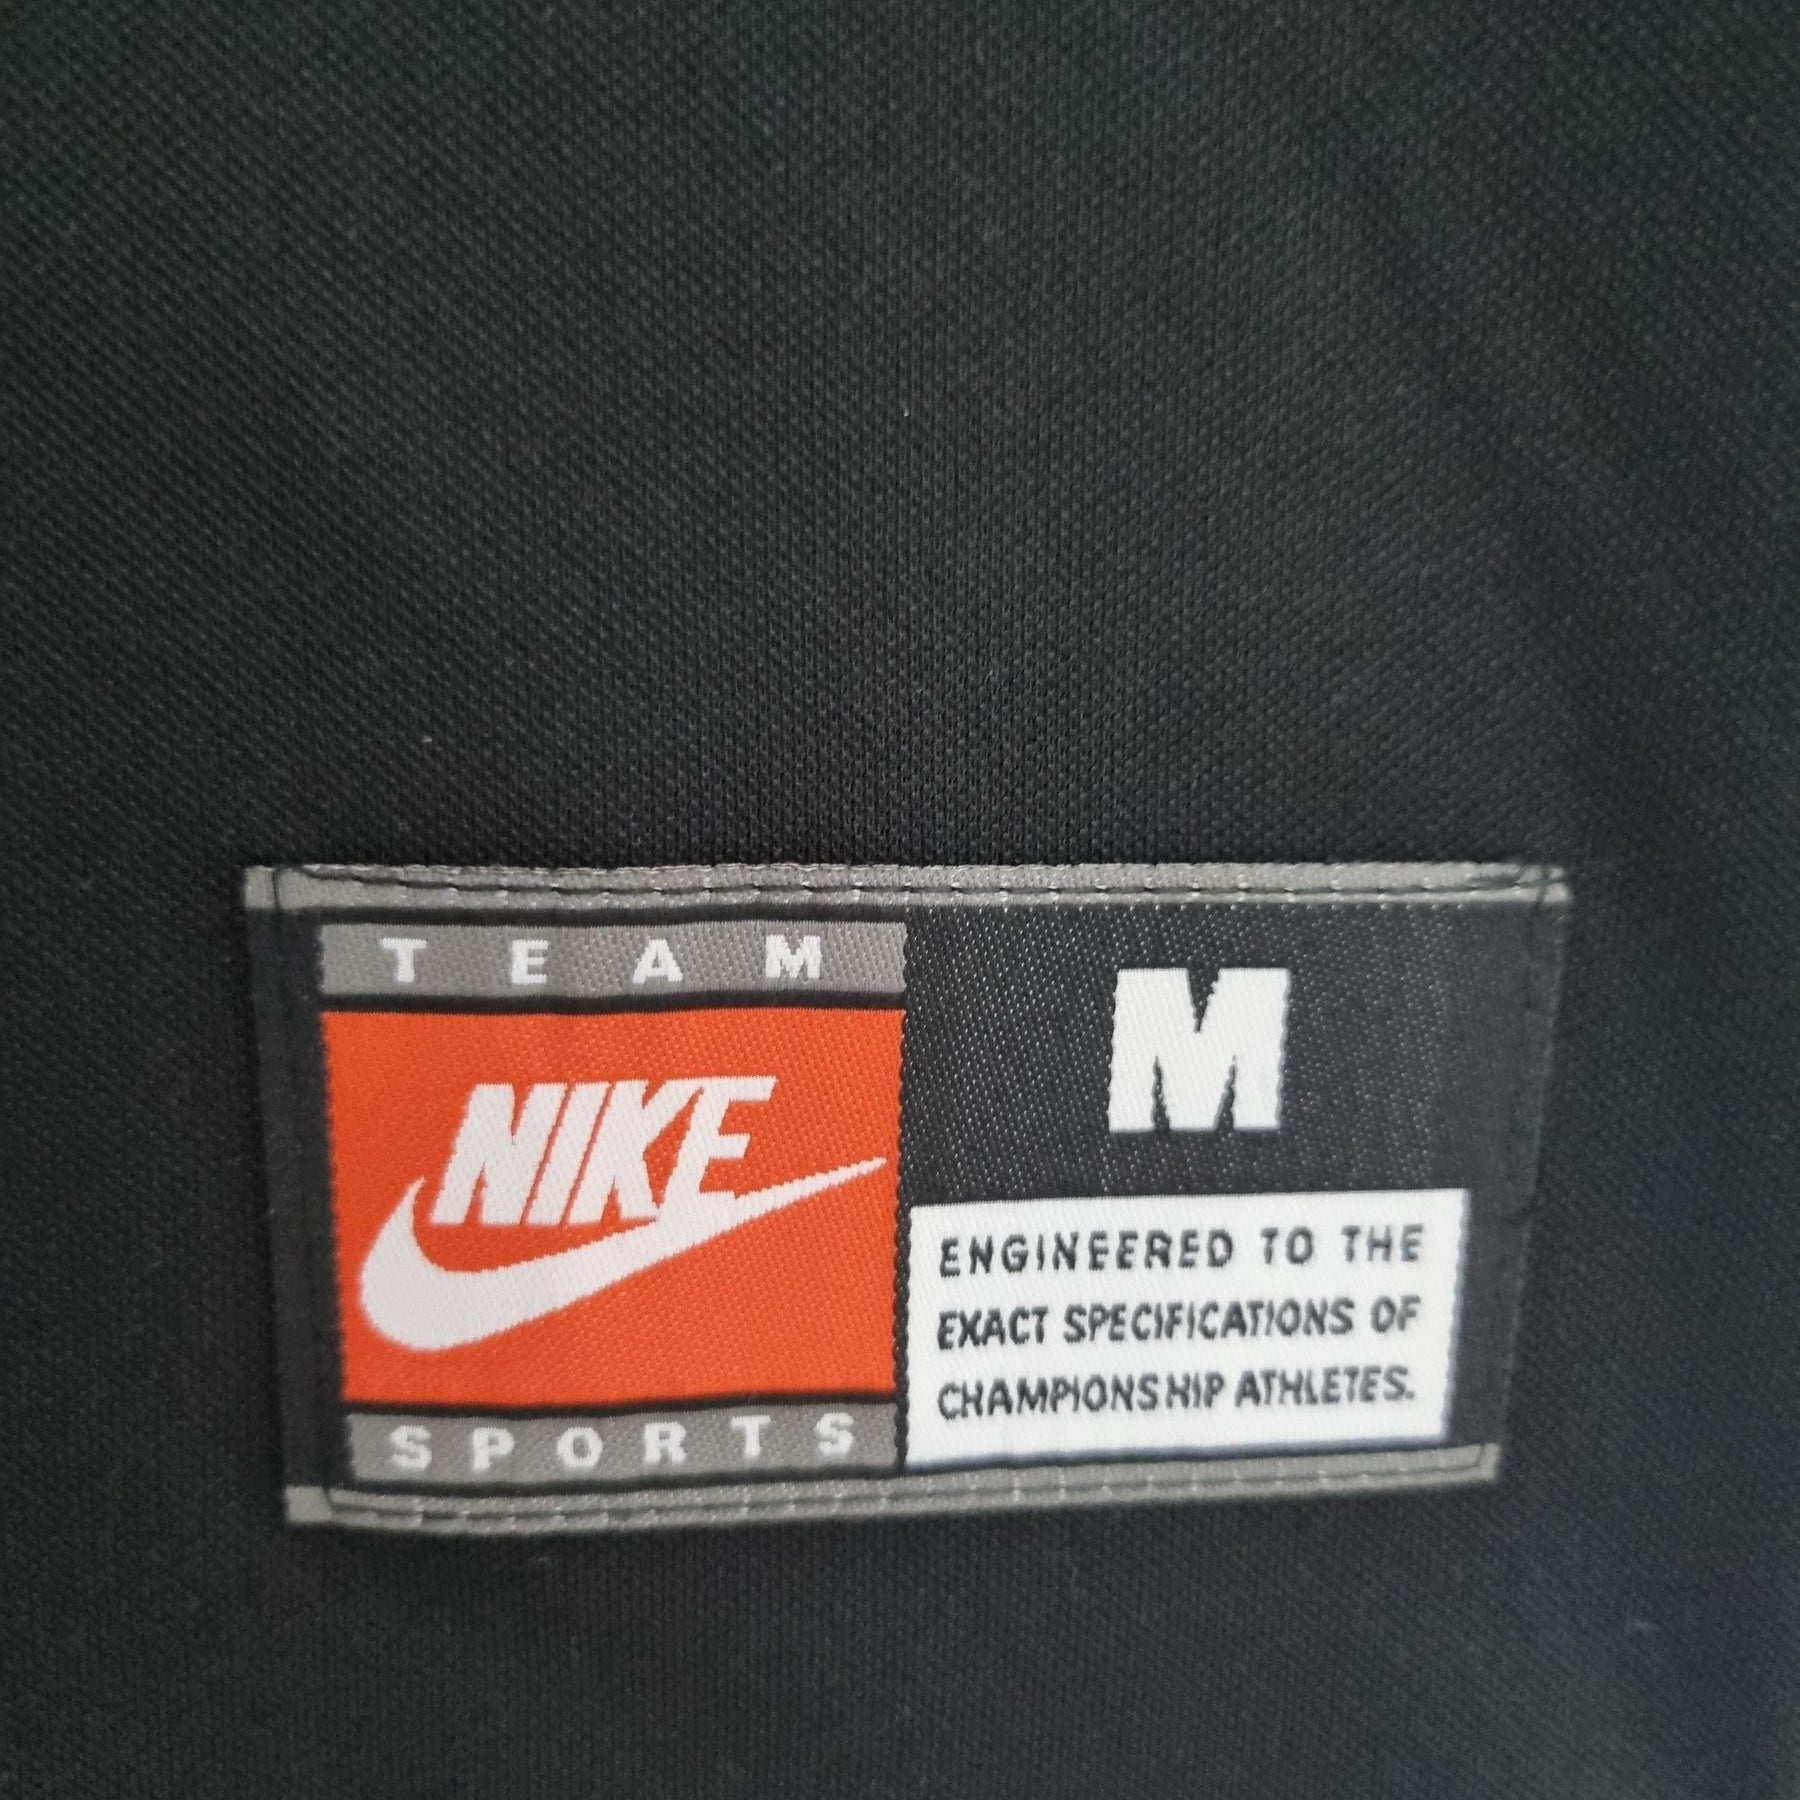 TEAM
NIKE
SPORTS
M
ENGINEERED TO THE
EXACT SPECIFICATIONS OF
CHAMPIONSHIP ATHLETES.